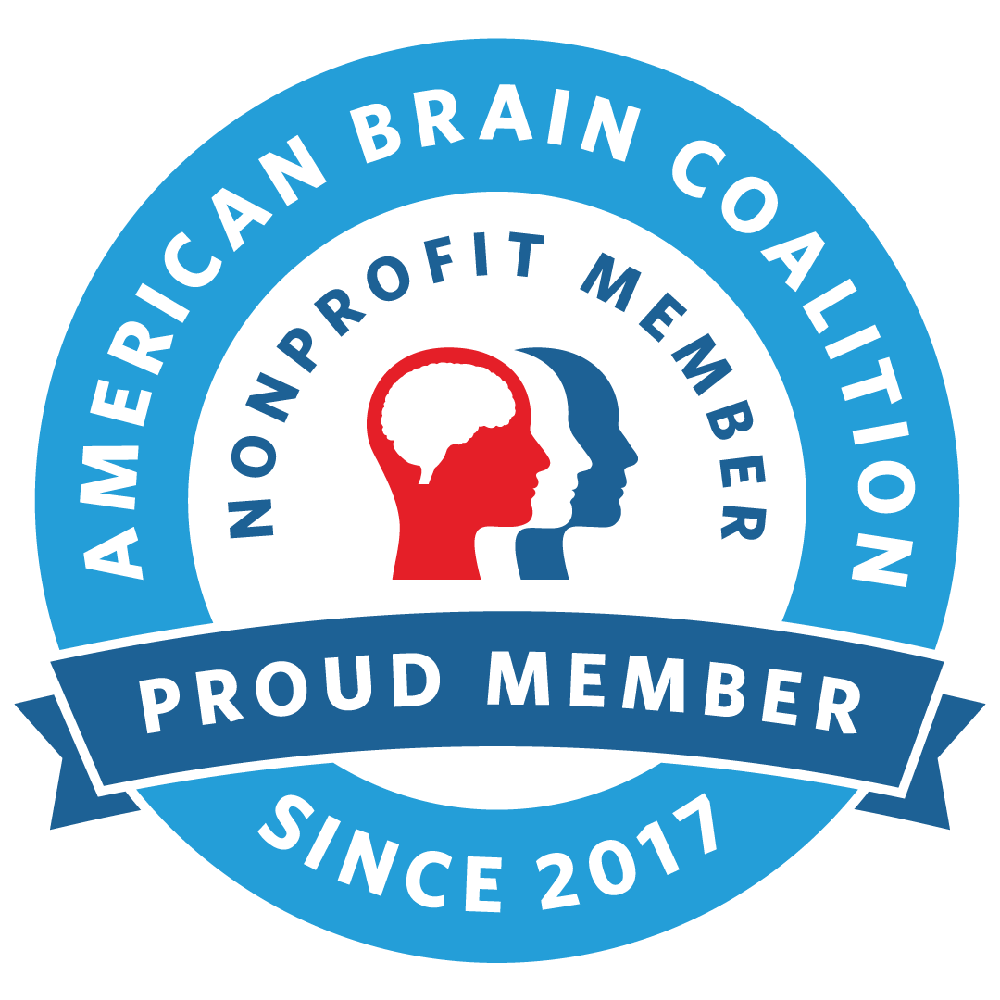 AMERICAN BRAIN COALITION
NONPROFIT MEMBER
PROUD MEMBER
SINCE 2017